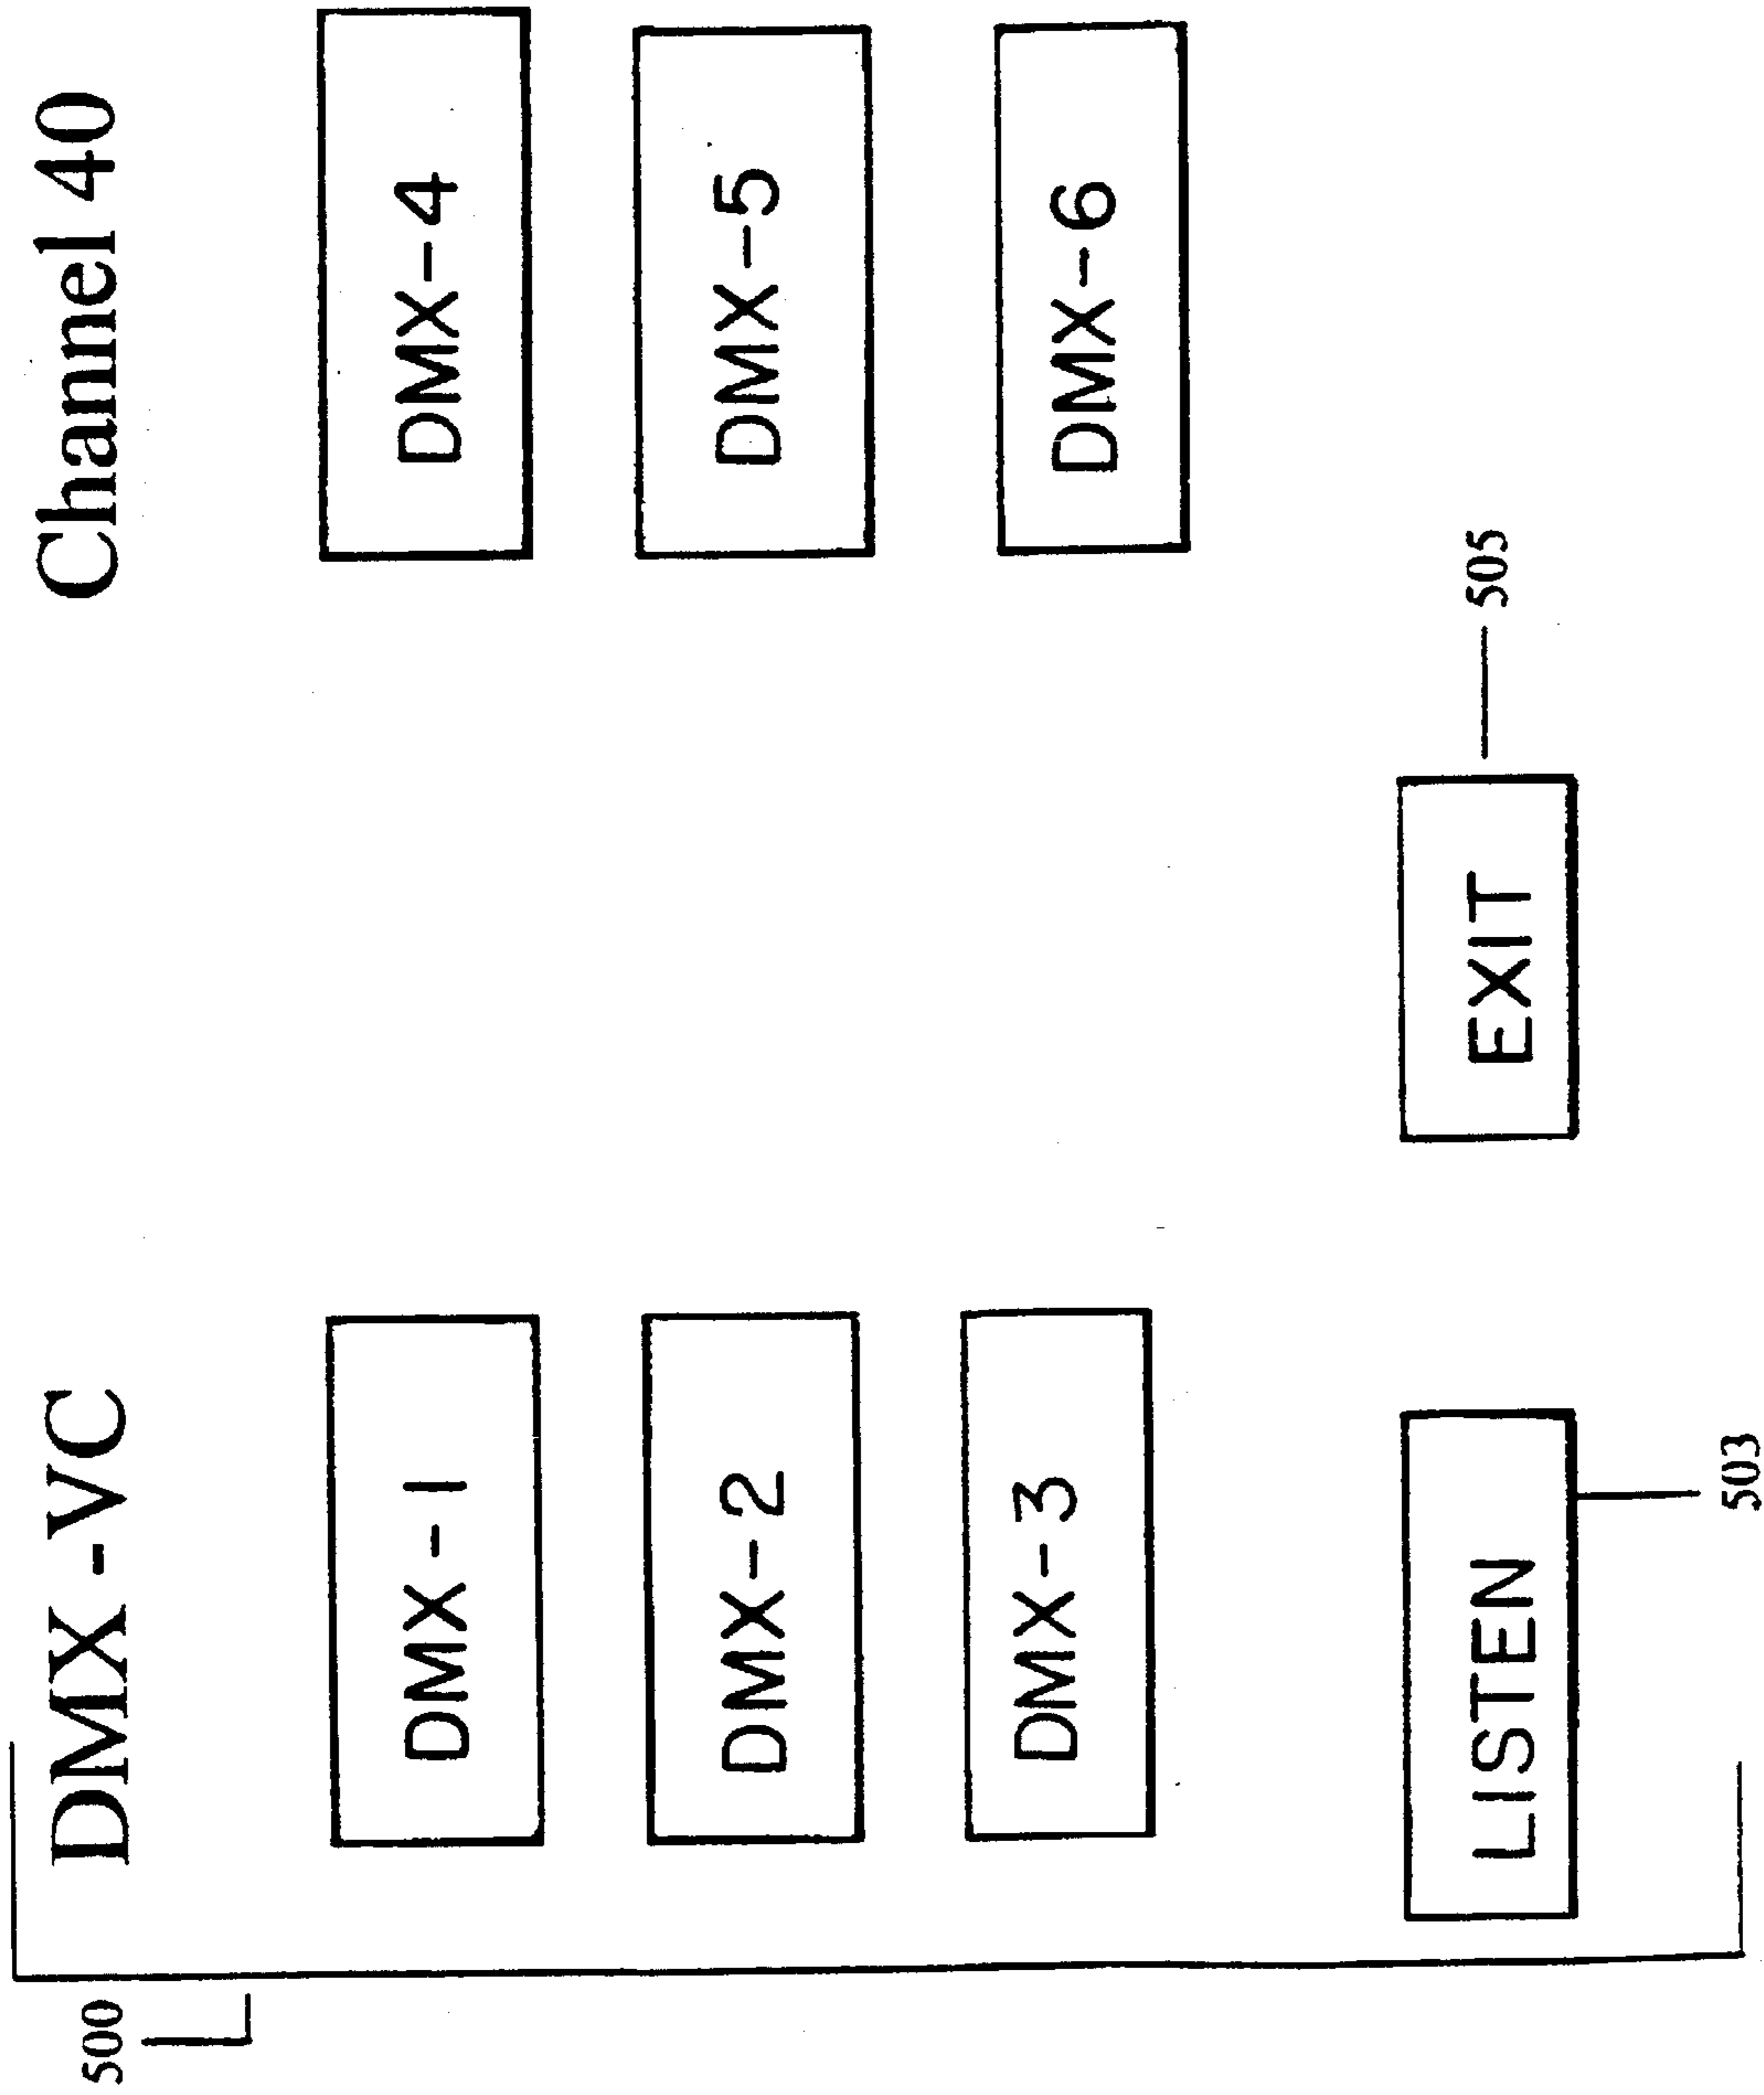 500
DMX -VC
Channel 40
DMX-1
DMX-4
DMX-2
DMX-5
DMX-3
DMX-6
LISTEN
EXIT
505
503